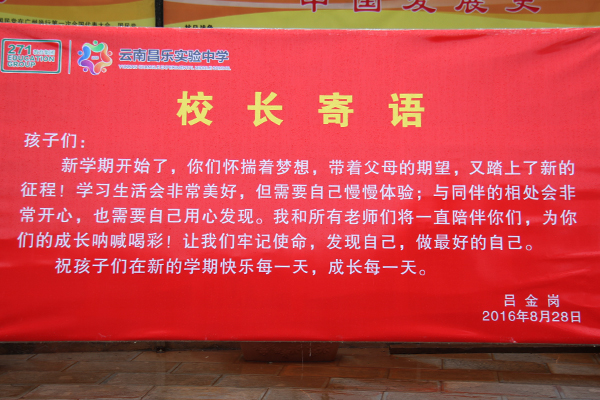 中国发展史
271
EDUCATION
GROUP
云南昌乐实验中学
校长寄语
孩子们：
新学期开始了，你们怀揣着梦想，带着父母的期望，又踏上了新的
征程！学习生活会非常美好，但需要自己慢慢体验；与同伴的相处会非
常开心，也需要自己用心发现。我和所有老师们将一直陪伴你们，为你
们的成长呐喊喝彩！让我们牢记使命，发现自己，做最好的自己。
祝孩子们在新的学期快乐每一天，成长每一天。
吕金岗
2016年8月28日